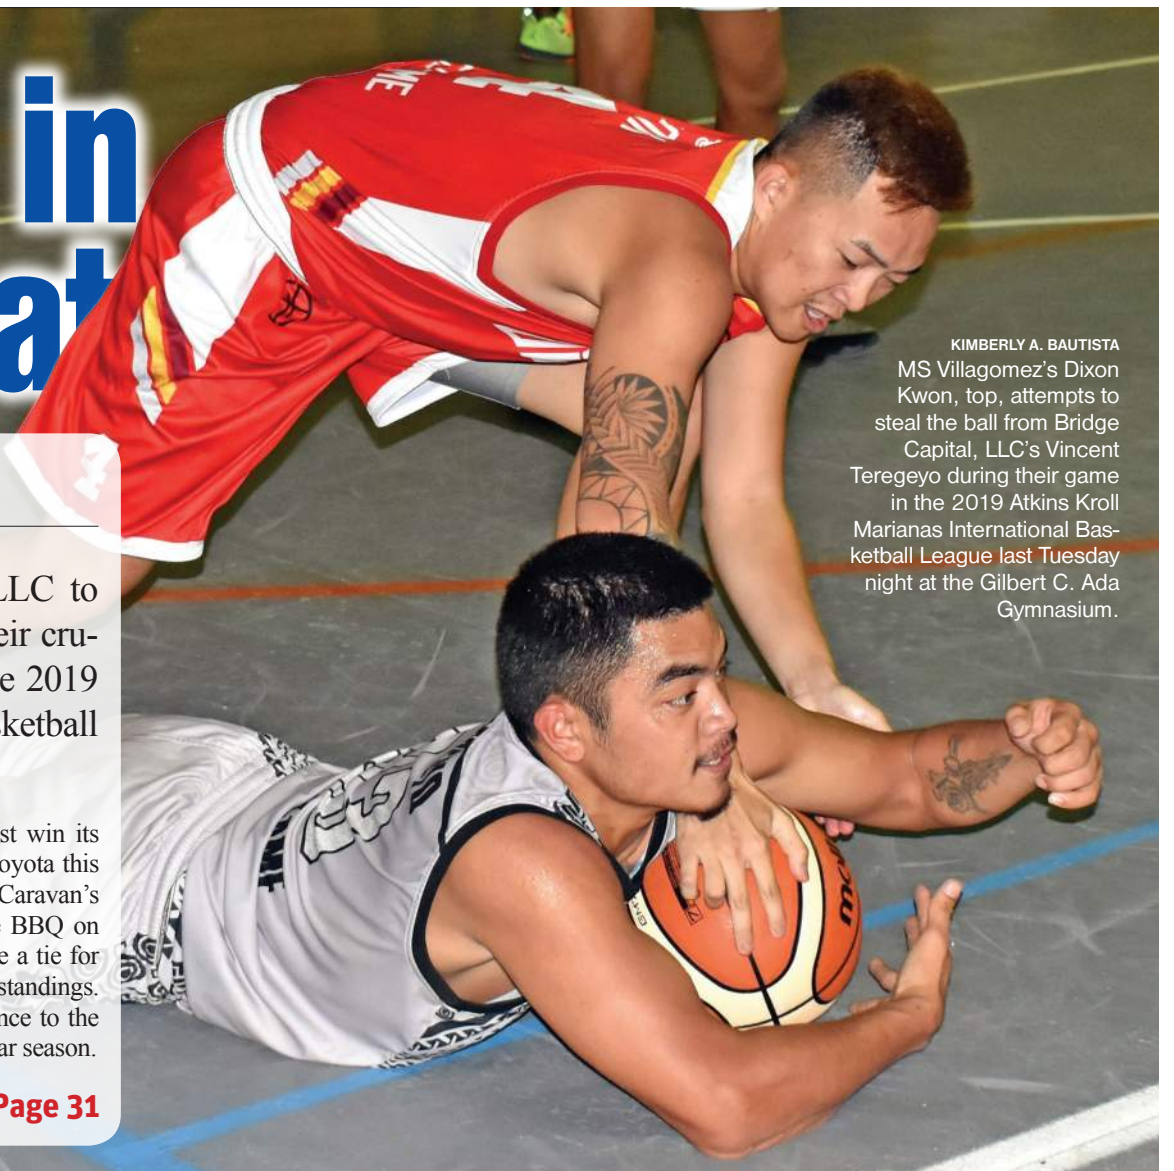 in
at
KIMBERLY A. BAUTISTA
MS Villagomez’s Dixon
Kwon, top, attempts to
steal the ball from Bridge
Capital, LLC’s Vincent
Teregeyo during their game
in the 2019 Atkins Kroll
Marianas International Bas-
ketball League last Tuesday
night at the Gilbert C. Ada
Gymnasium.
LLC to
eir cru-
e 2019
sketball
st win its
oyota this
Caravan’s
BBQ on
e a tie for
standings.
nce to the
ar season.
Page 31
4